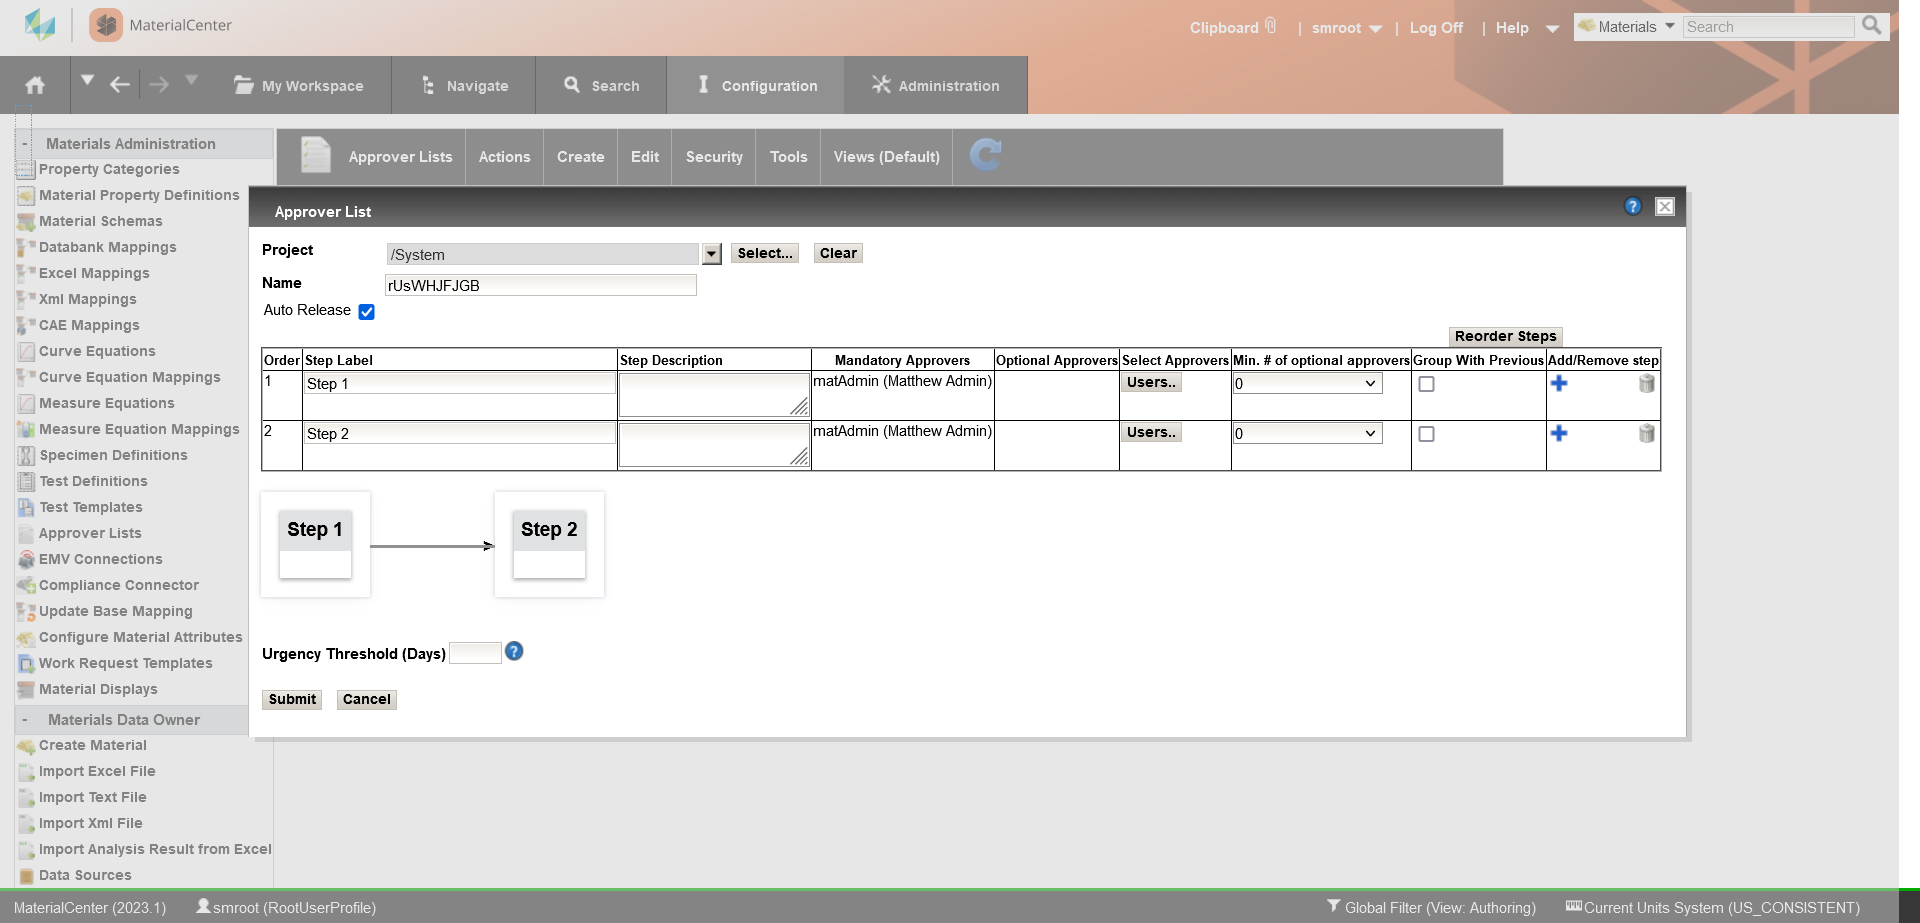 MaterialCenter
Clipboard | smroot | Log Off | Help Materials Search
My Workspace Navigate Search Configuration Administration
- Materials Administration
Property Categories
Material Property Definitions
Material Schemas
Databank Mappings
Excel Mappings
Xml Mappings
CAE Mappings
Curve Equations
Curve Equation Mappings
Measure Equations
Measure Equation Mappings
Specimen Definitions
Test Definitions
Test Templates
Approver Lists
EMV Connections
Compliance Connector
Update Base Mapping
Configure Material Attributes
Work Request Templates
Material Displays
- Materials Data Owner
Create Material
Import Excel File
Import Text File
Import Xml File
Import Analysis Result from Excel
Data Sources
Approver Lists Actions Create Edit Security Tools Views (Default)
Approver List ?
Project /System Select... Clear
Name rUsWHJFJGB
Auto Release
Reorder Steps
Order Step Label Step Description Mandatory Approvers Optional Approvers Select Approvers Min. # of optional approvers Group With Previous Add/Remove step
1 Step 1 matAdmin (Matthew Admin) Users.. 0
2 Step 2 matAdmin (Matthew Admin) Users.. 0
Step 1 Step 2
Urgency Threshold (Days) ?
Submit Cancel
MaterialCenter (2023.1) smroot (RootUserProfile) Global Filter (View: Authoring) Current Units System (US_CONSISTENT)